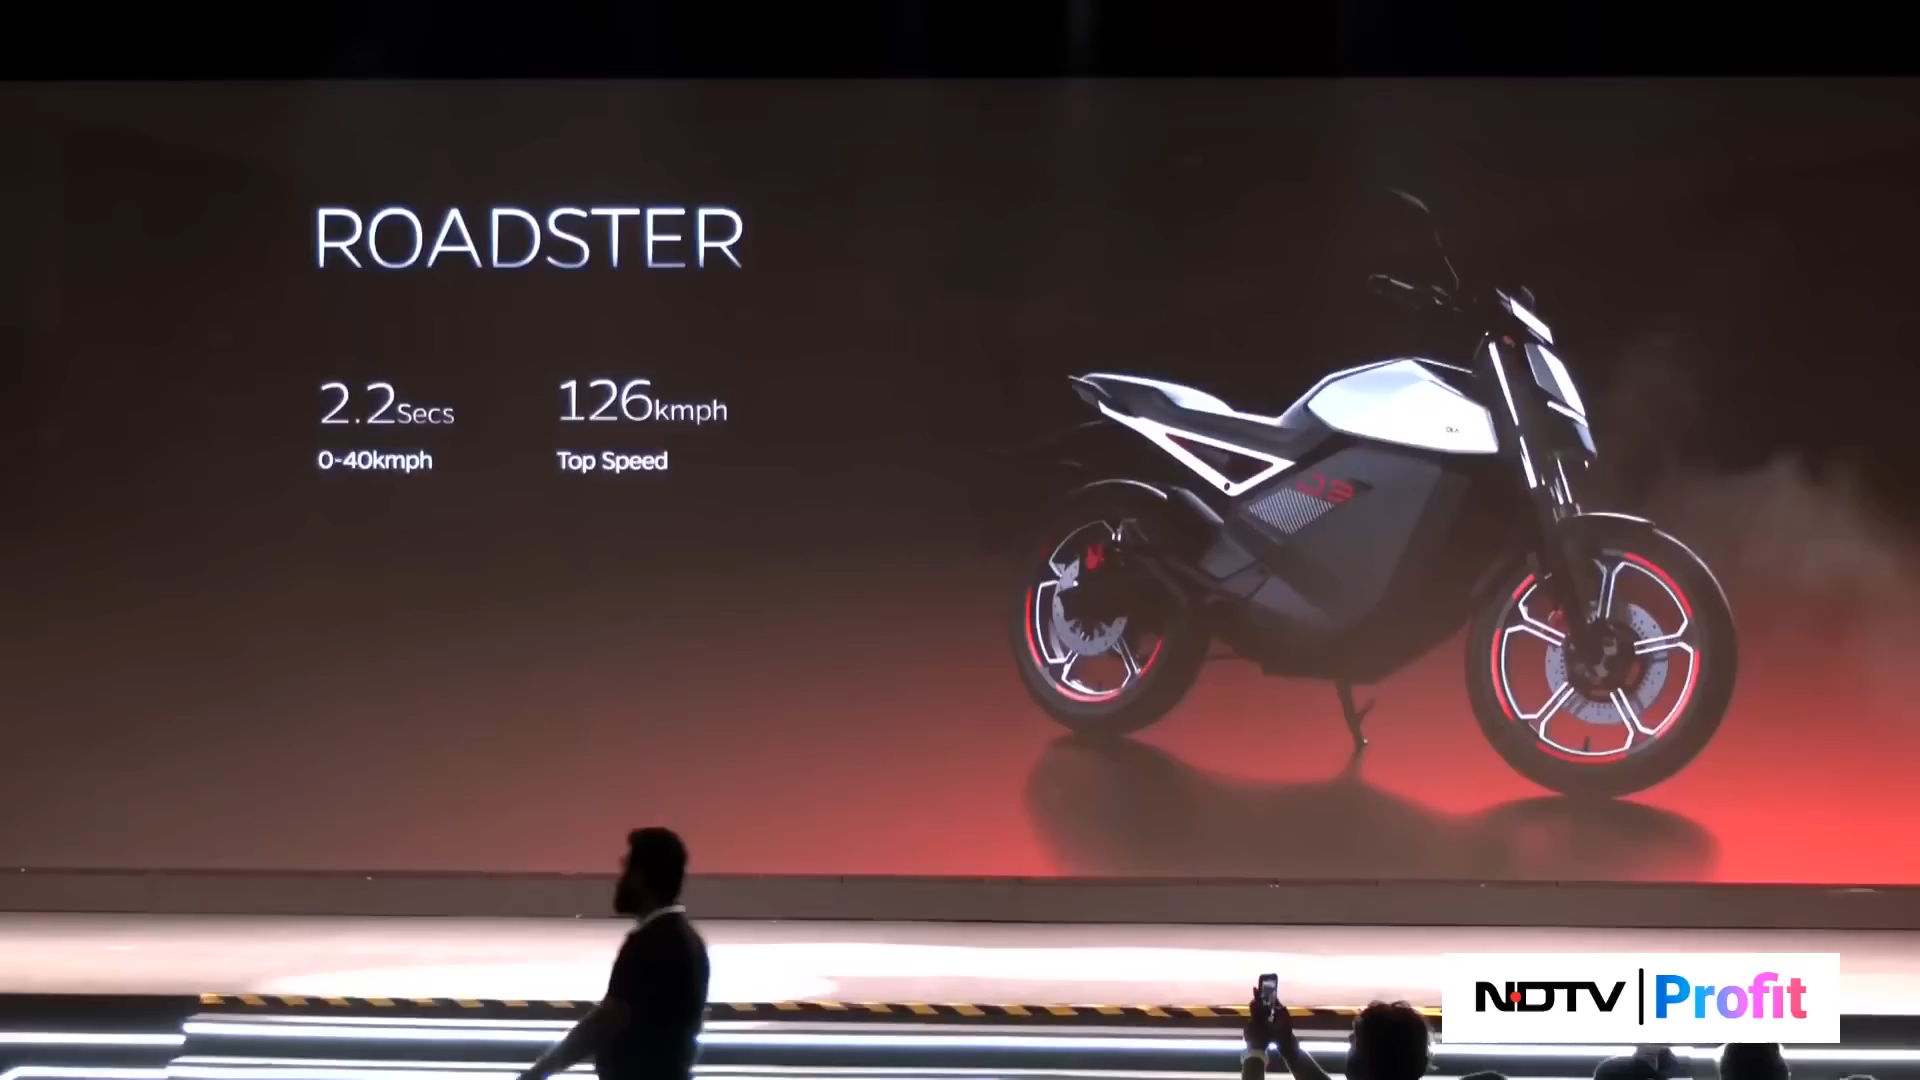 ROADSTER
2.2Secs
126kmph
0-40kmph
Top Speed
NDTV Profit